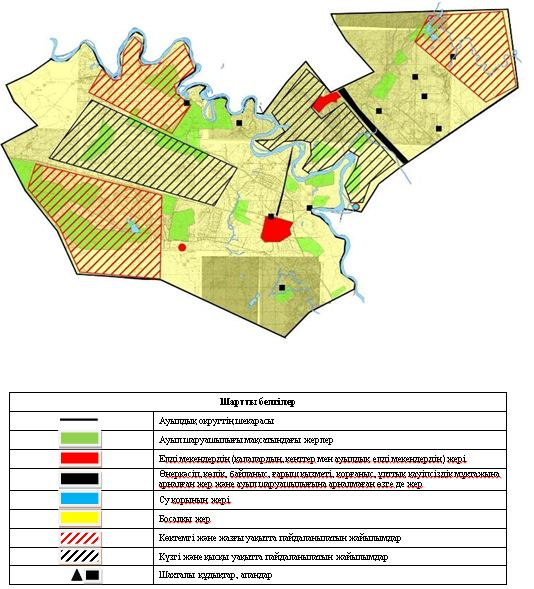 Шартты белгілер
Ауылдық округтің шекарасы
Ауыл шаруашылығы мақсатындағы жерлер
Елді мекендердің (қалалардың, кенттер мен ауылдық елді мекендердің) жері
Өнеркәсіп, көлік, байланыс, ғарыш қызметі, қорғаныс, ұлттық қауіпсіздік мұқтажына
арналған жер және ауыл шаруашылығына арналмаған өзге де жер
Су қорының жері
Босалқы жер
Көктемгі және жазғы уақытта пайдаланылатын жайылымдар
Күзгі және қысқы уақытта пайдаланылатын жайылымдар
Шахталы құдықтар, апандар